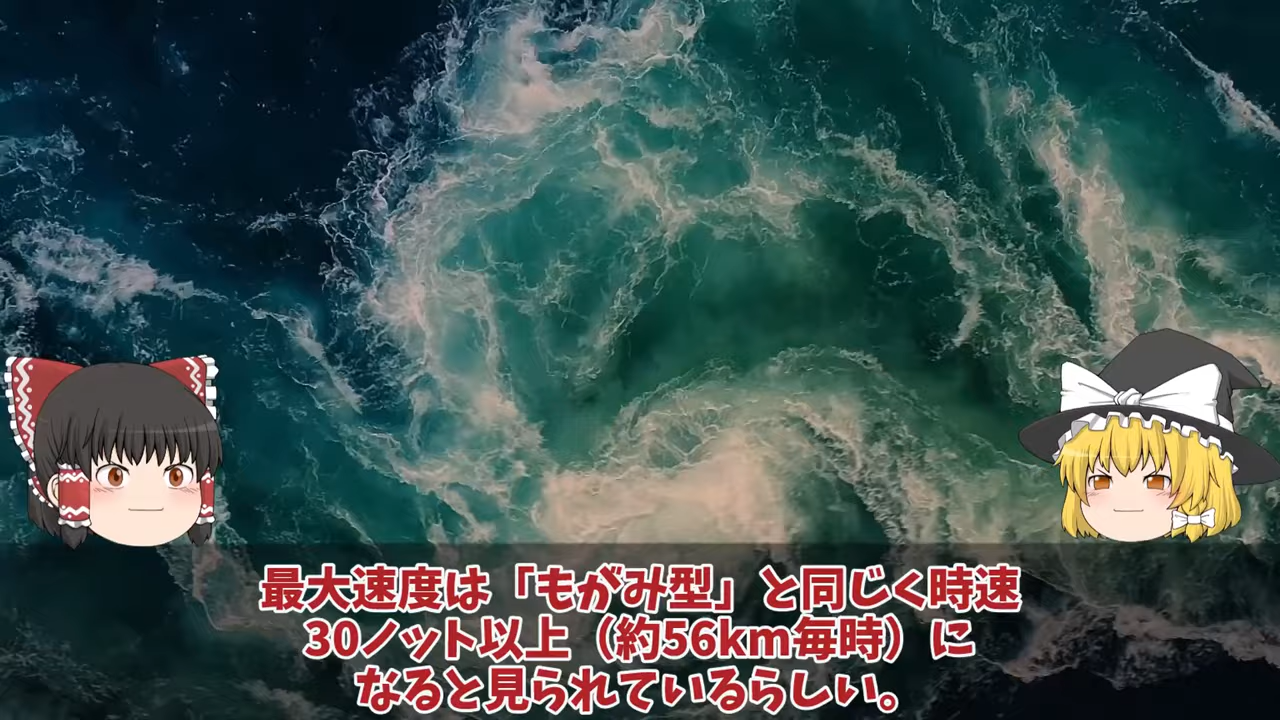 最大速度は「もがみ型」と同じく時速
30ノット以上（約56km毎時）に
なると見られているらしい。